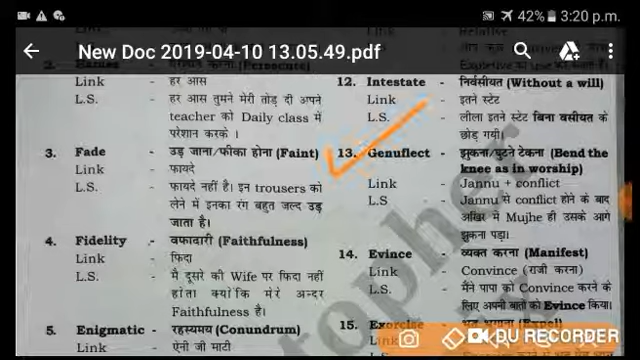 42% 3:20 p.m.
New Doc 2019-04-10 13.05.49.pdf
Link हर आस
L.S. हर आस तुमने मेरी तोड़ दी अपने
teacher को Daily class में
परेशान करके ।
3. Fade - उड़ जाना/फीका होना (Faint)
Link फायदे
L.S. फायदे नहीं है। इन trousers को
लेने में इनका रंग बहुत जल्द उड़
जाता है।
4. Fidelity - वफादारी (Faithfulness)
Link फिदा
L.S. मै दूसरे की Wife पर फिदा नहीं
होता क्योंकि मेरे अन्दर
Faithfulness है।
5. Enigmatic - रहस्यमय (Conundrum)
Link ऐनी जी माटी
12. Intestate - निर्वसीयत (Without a will)
Link इतने स्टेट
L.S. लीला इतने स्टेट बिना वसीयत के
छोड़ गयी।
13. Genuflect - झुकना/घुटने टेकना (Bend the
knee as in worship)
Link Jannu + conflict
L.S Jannu से conflict होने के बाद
आखिर में Mujhe ही उसके आगे
झुकना पड़ा।
14. Evince - व्यक्त करना (Manifest)
Link Convince (राजी करना)
L.S. मैंने पापा को Convince करने के
लिए अपनी बातों को Evince किया।
15. Exorcise
DU RECORDER